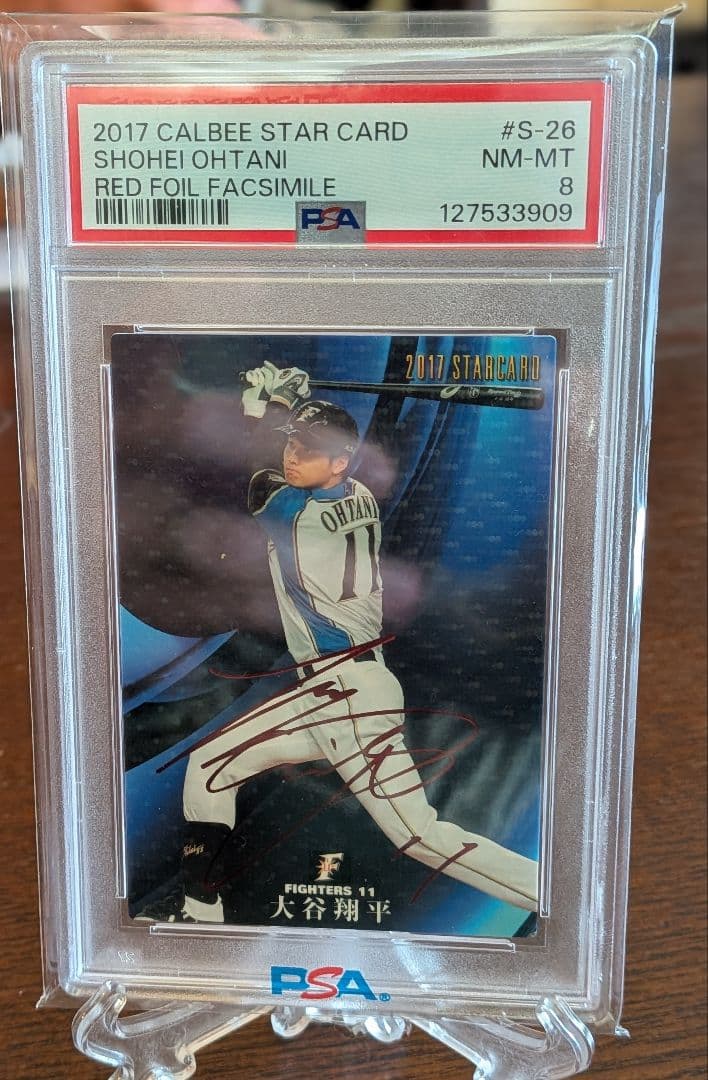 2017 CALBEE STAR CARD #S-26
SHOHEI OHTANI NM-MT
RED FOIL FACSIMILE 8
PSA 127533909
2017 STARCARD
F
OHTANI
11
11
F
FIGHTERS 11
大谷翔平
PSA